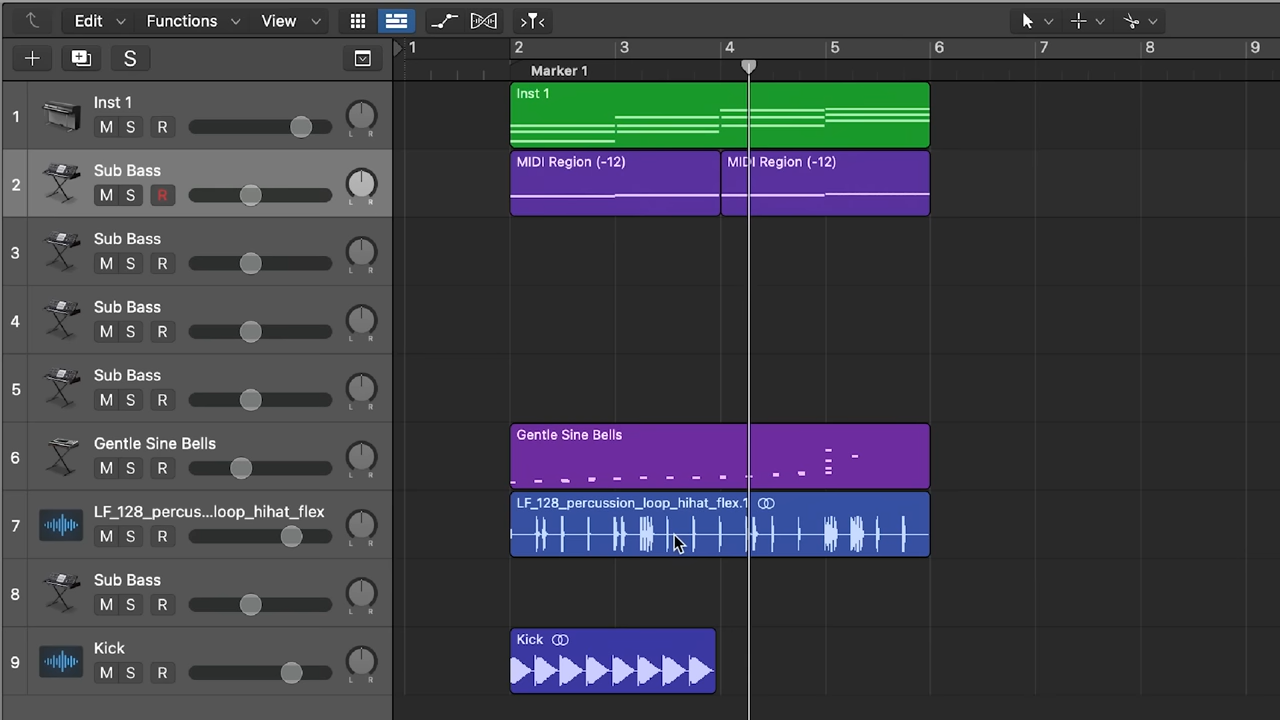 Edit Functions View
1 2 3 4 5 6 7 8 9
S
Marker 1
1 Inst 1
M S R L R
Inst 1
2 Sub Bass
M S R L R
MIDI Region (-12) MIDI Region (-12)
3 Sub Bass
M S R L R
4 Sub Bass
M S R L R
5 Sub Bass
M S R L R
6 Gentle Sine Bells
M S R L R
Gentle Sine Bells
7 LF_128_percus...loop_hihat_flex
M S R L R
LF_128_percussion_loop_hihat_flex.1
8 Sub Bass
M S R L R
9 Kick
M S R L R
Kick